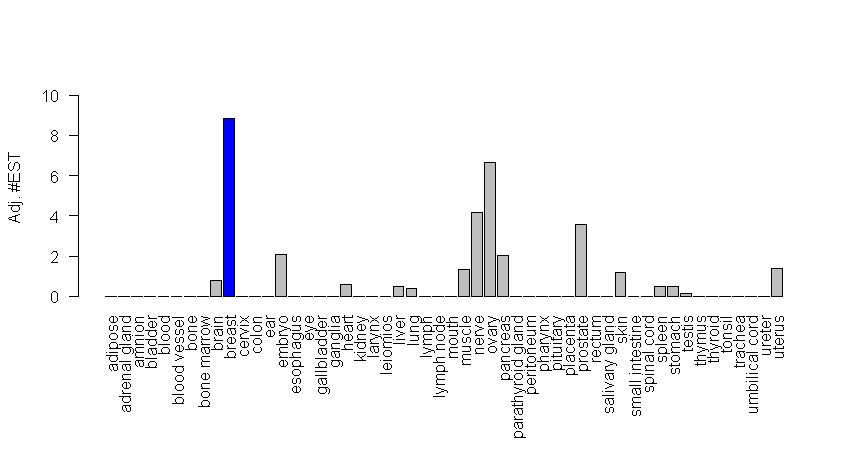 10
8
6
4
2
0
Adj. #EST
adipose
adrenal gland
amnion
bladder
blood
blood vessel
bone
bone marrow
brain
breast
cervix
colon
ear
embryo
esophagus
eye
gallbladder
ganglia
heart
kidney
larynx
leiomios
liver
lung
lymph
lymph node
mouth
muscle
nerve
ovary
pancreas
parathyroid gland
peritoneum
pharynx
pituitary
placenta
prostate
rectum
salivary gland
skin
small intestine
spinal cord
spleen
stomach
testis
thymus
thyroid
tonsil
trachea
umbilical cord
ureter
uterus